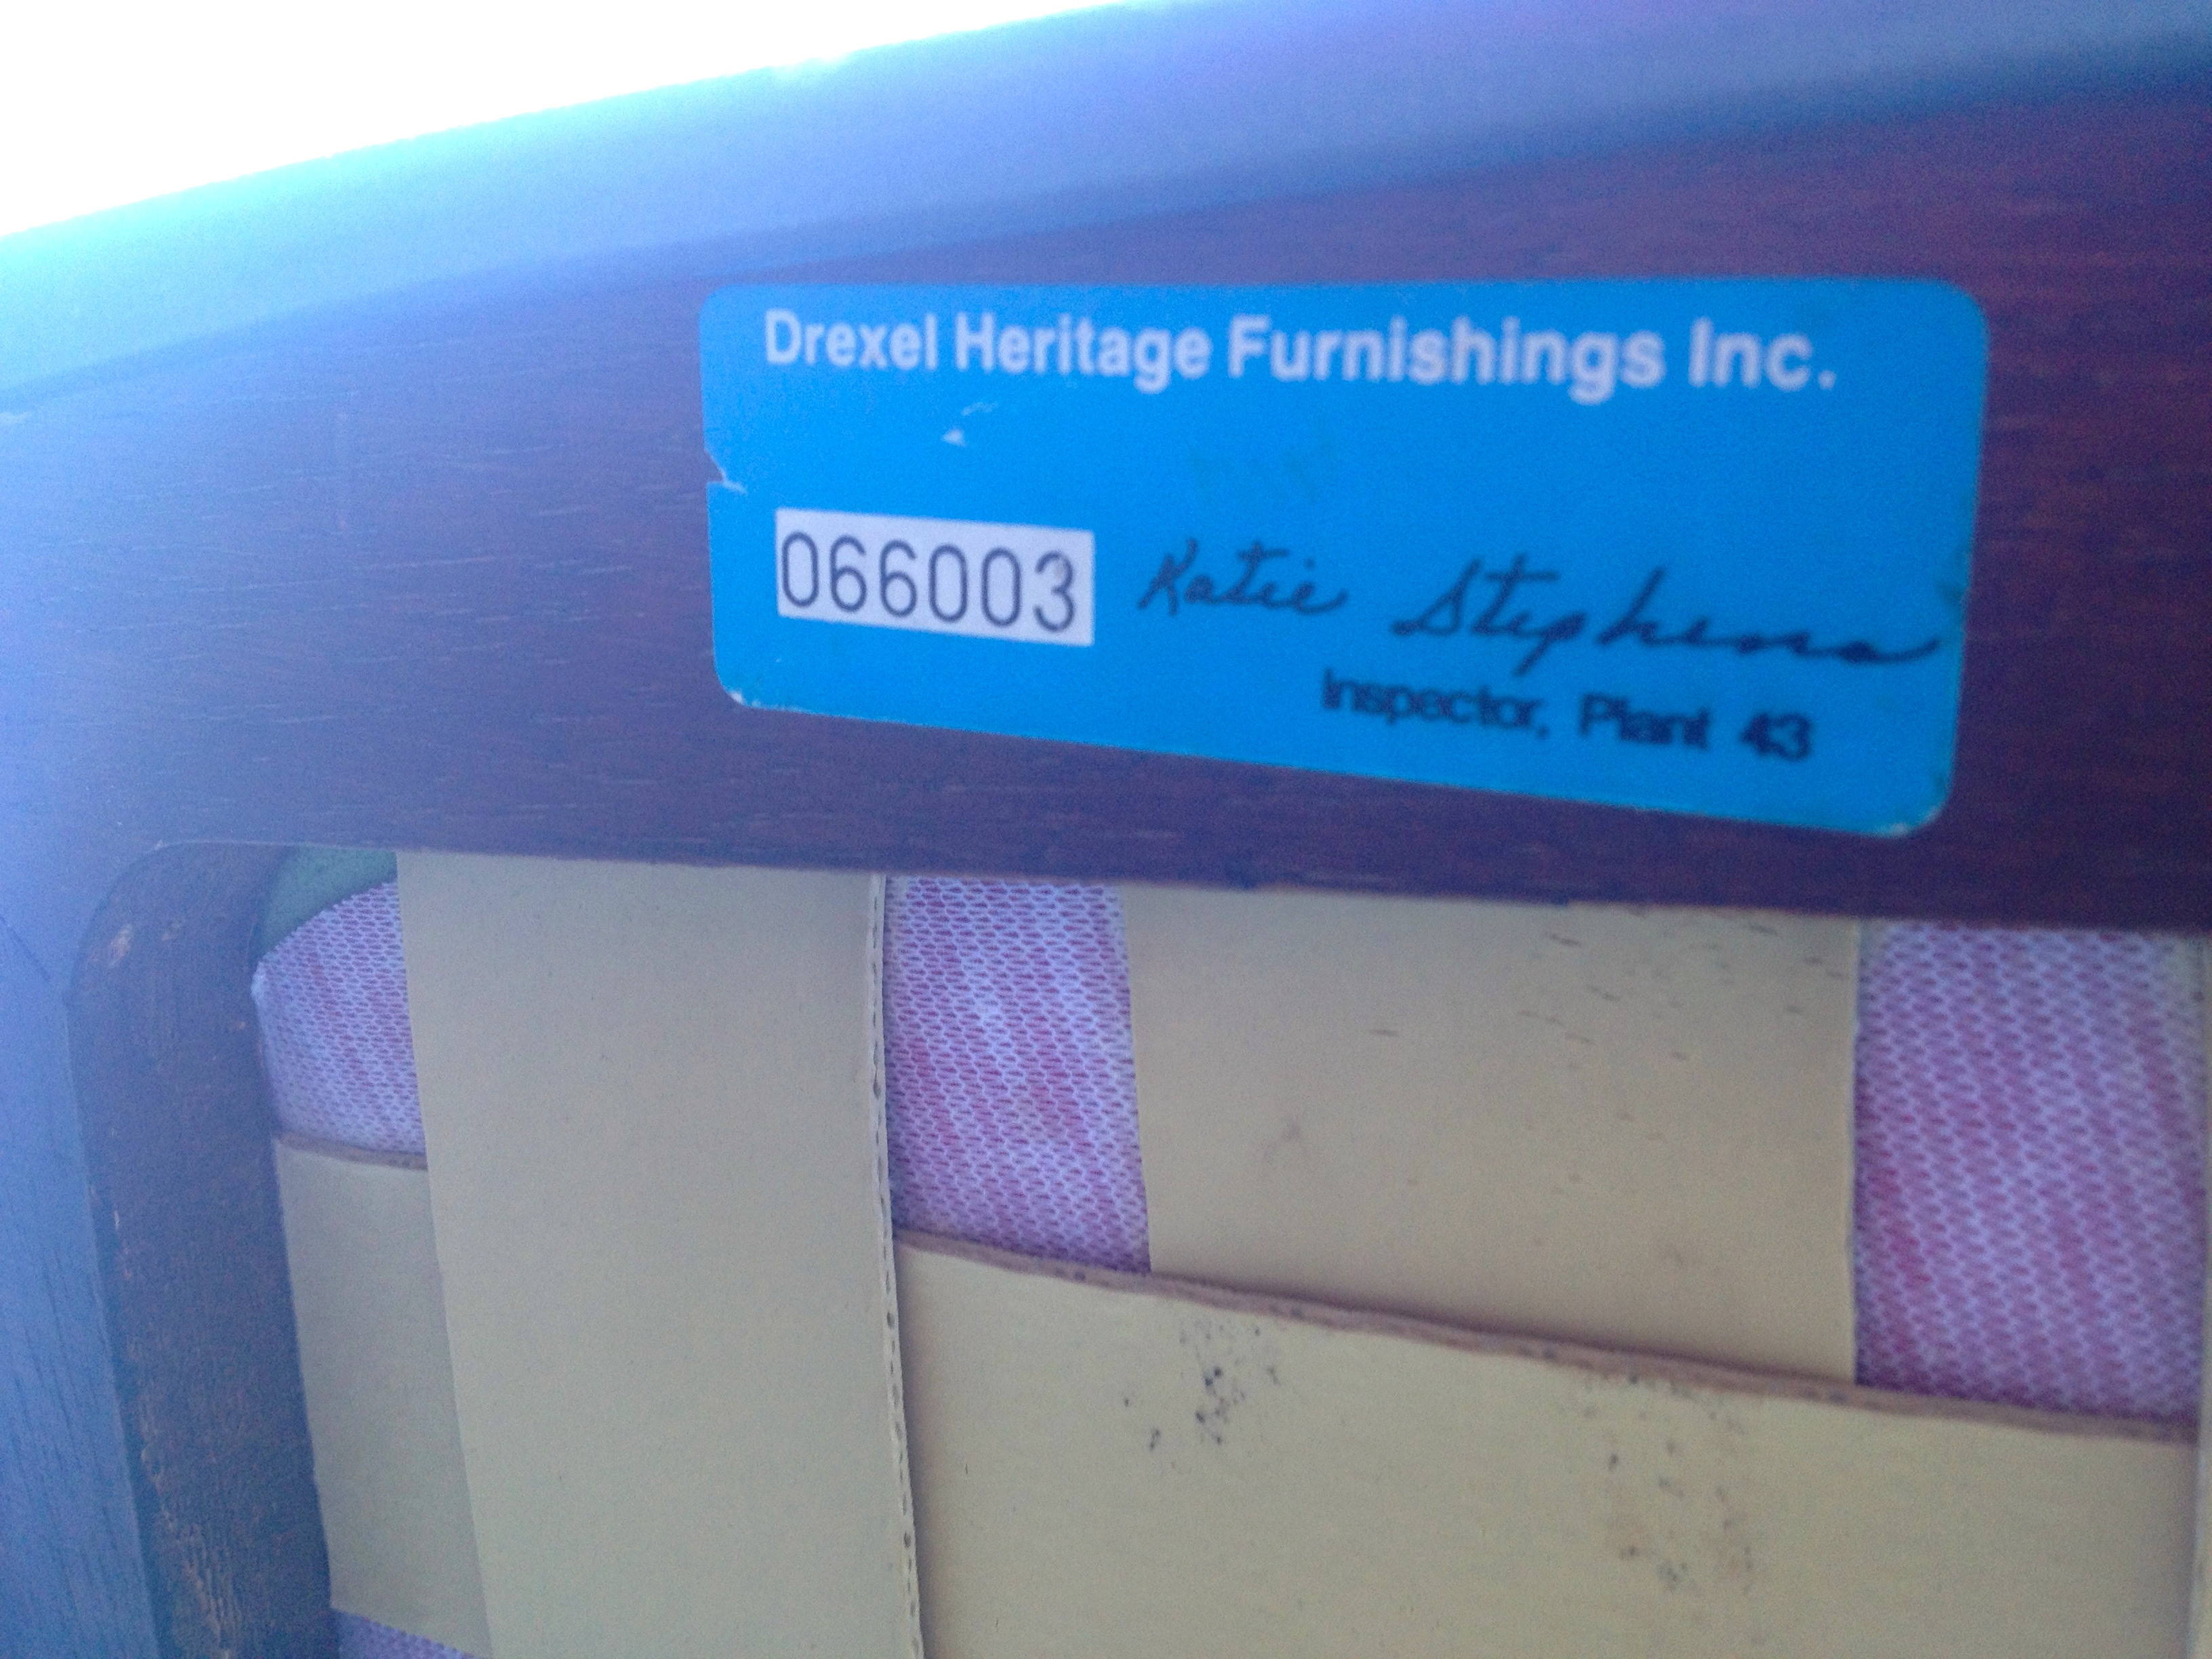 Drexel Heritage Furnishings Inc.
066003 Katie Stephens
Inspector, Plant 43